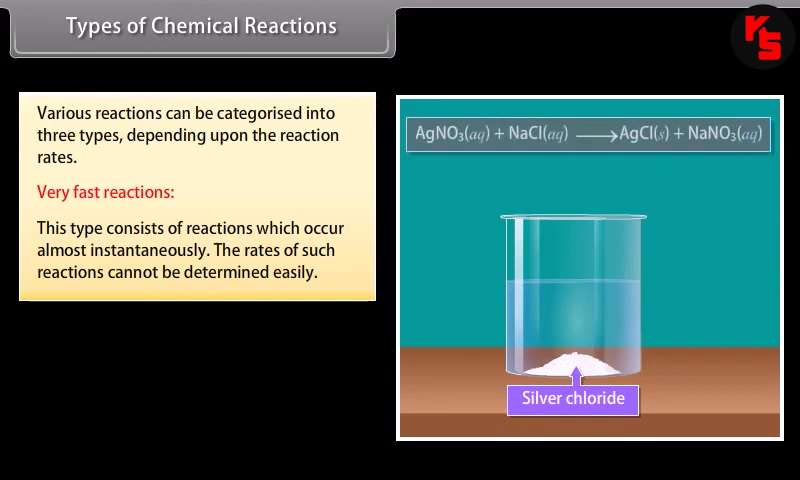 Types of Chemical Reactions
KS
Various reactions can be categorised into
three types, depending upon the reaction
rates.
Very fast reactions:
This type consists of reactions which occur
almost instantaneously. The rates of such
reactions cannot be determined easily.
AgNO₃(aq) + NaCl(aq) ⟶ AgCl(s) + NaNO₃(aq)
Silver chloride